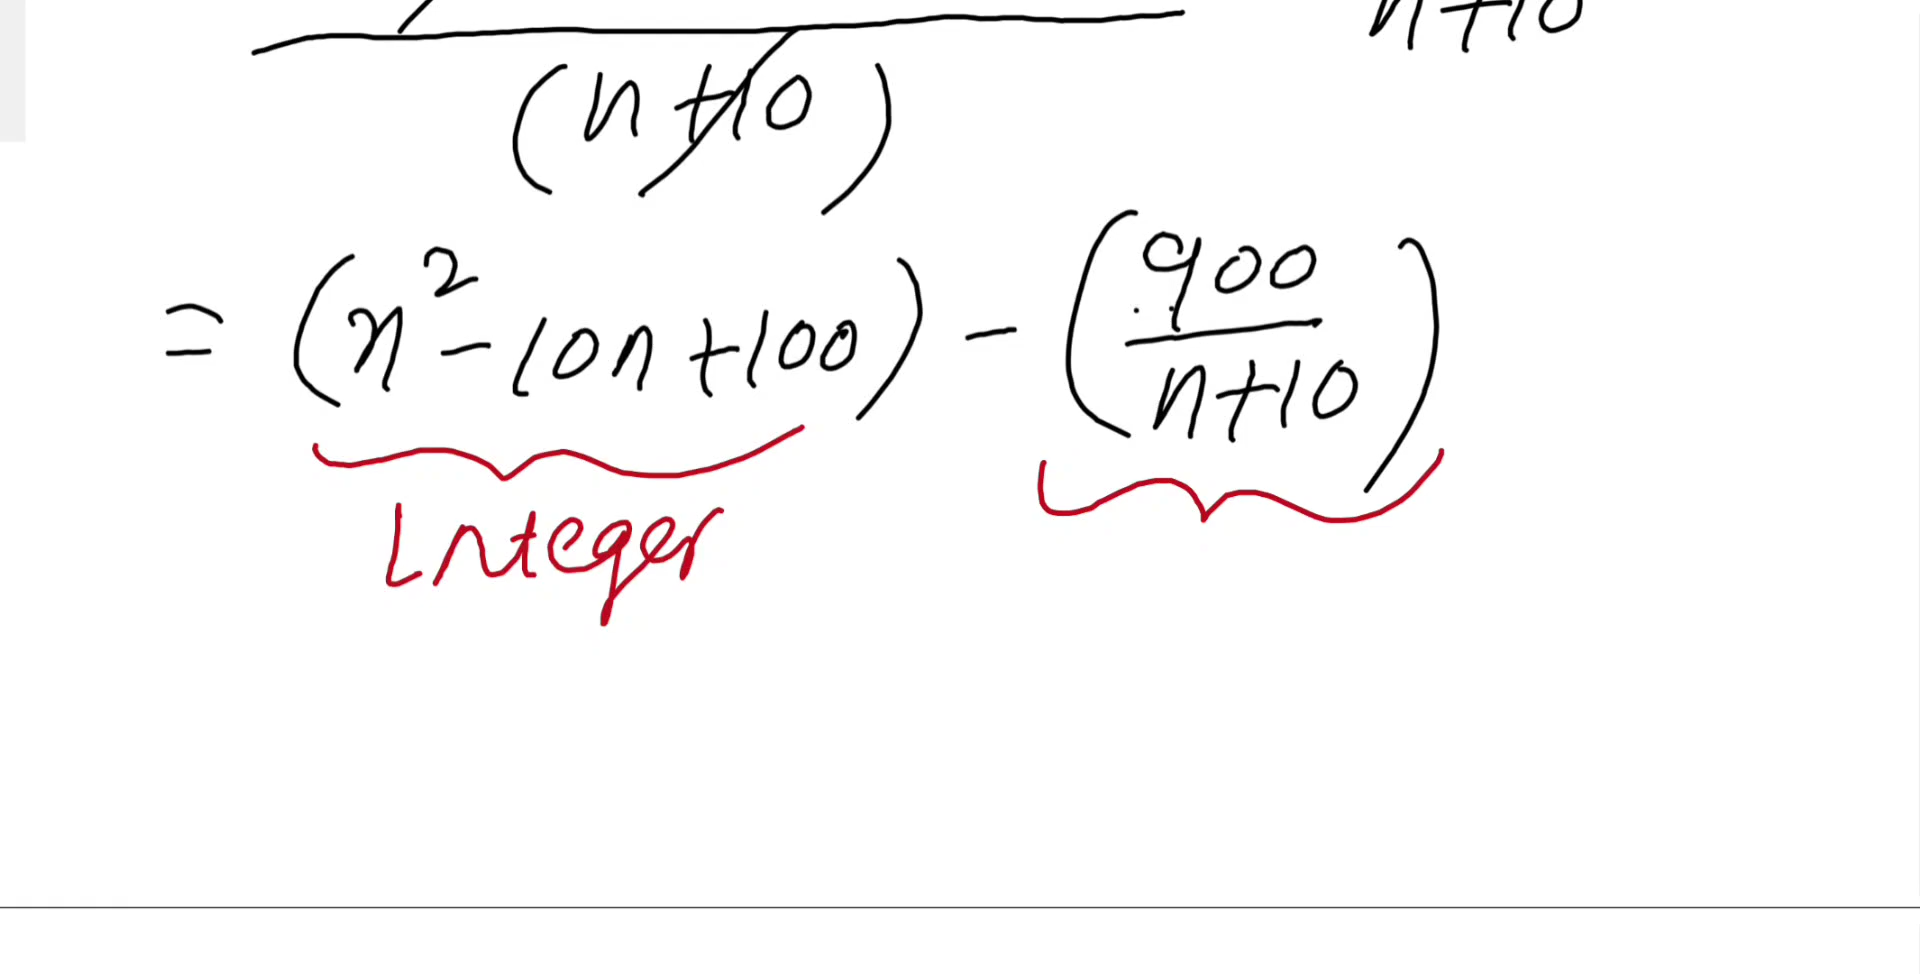 n+10
(n+10)
= (n² - 10n + 100) - (900/n+10)
Integer